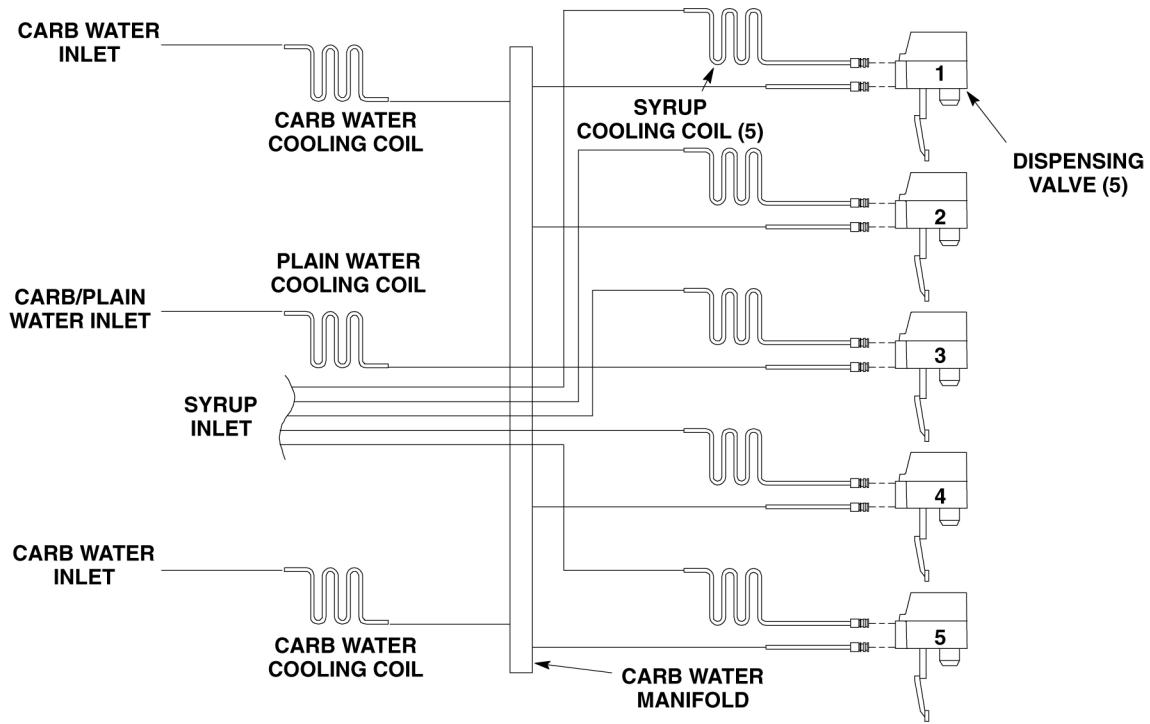 CARB WATER
INLET
CARB WATER
COOLING COIL
SYRUP
COOLING COIL (5)
1
DISPENSING
VALVE (5)
2
PLAIN WATER
COOLING COIL
CARB/PLAIN
WATER INLET
3
SYRUP
INLET
4
CARB WATER
INLET
CARB WATER
COOLING COIL
5
CARB WATER
MANIFOLD